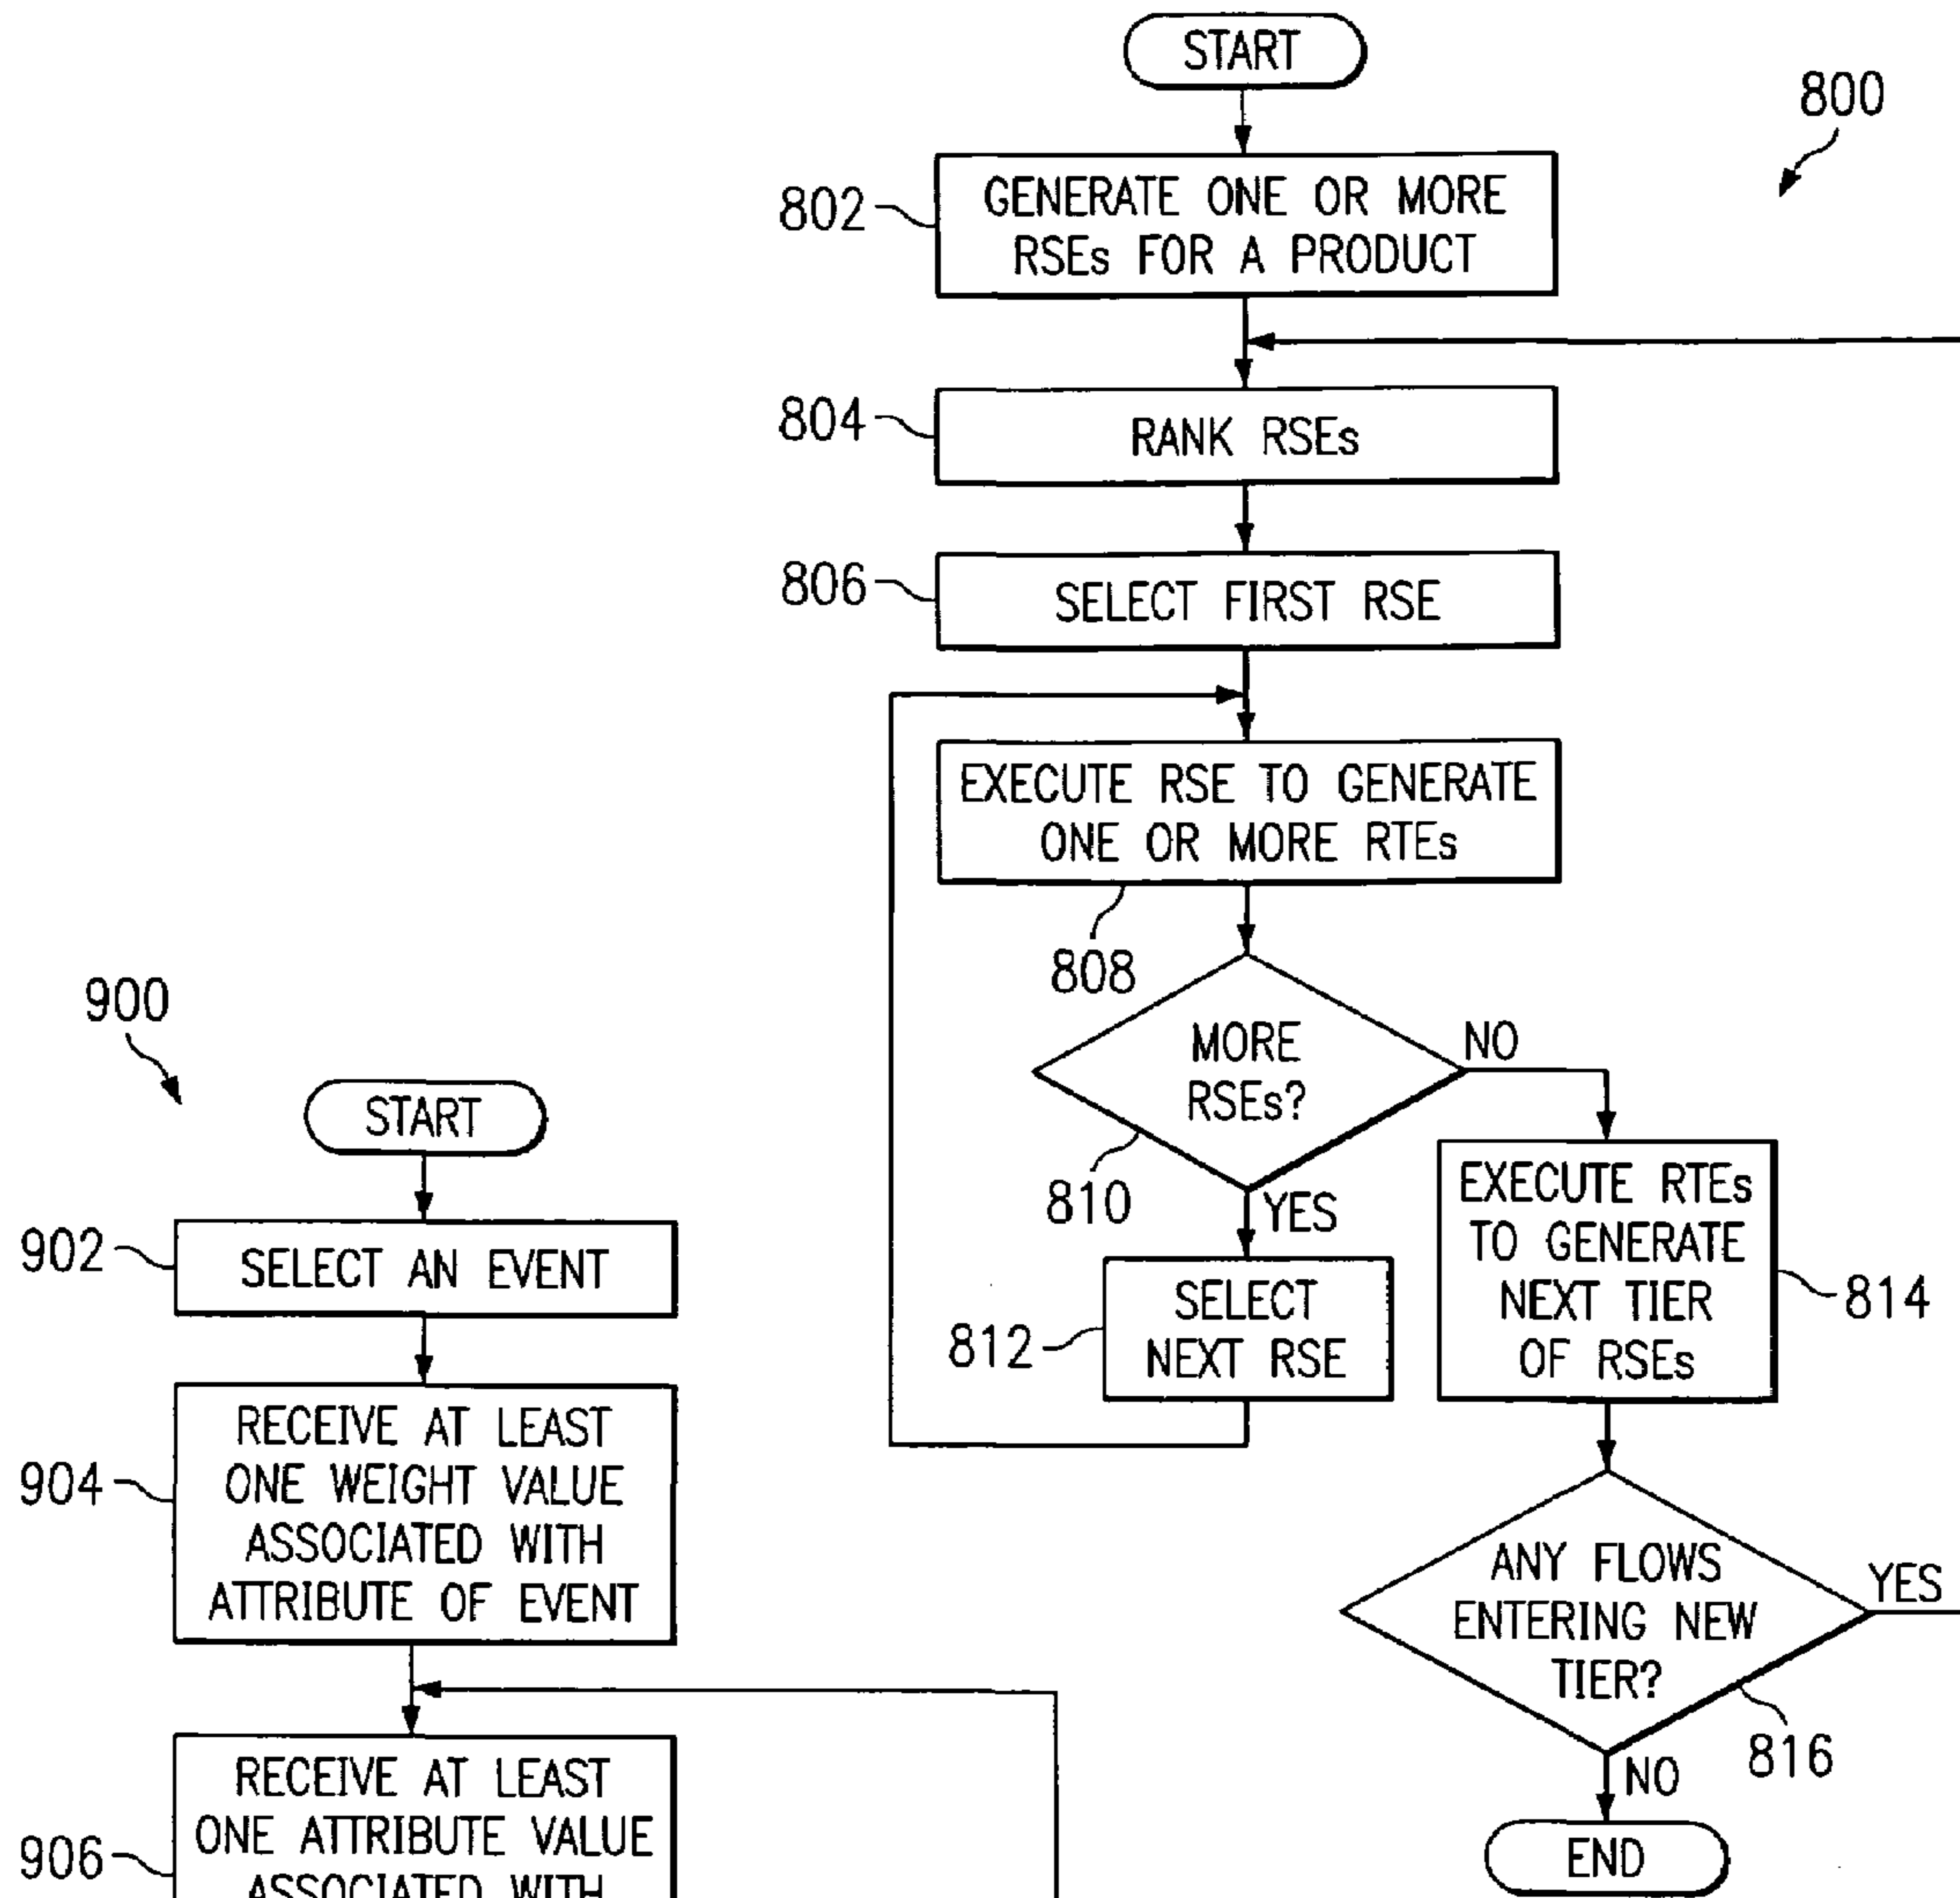 START
800
802
GENERATE ONE OR MORE
RSEs FOR A PRODUCT
804
RANK RSEs
806
SELECT FIRST RSE
EXECUTE RSE TO GENERATE
ONE OR MORE RTEs
808
MORE
RSEs?
NO
810
YES
812
SELECT
NEXT RSE
EXECUTE RTEs
TO GENERATE
NEXT TIER
OF RSEs
814
ANY FLOWS
ENTERING NEW
TIER?
YES
816
NO
END
900
START
902
SELECT AN EVENT
904
RECEIVE AT LEAST
ONE WEIGHT VALUE
ASSOCIATED WITH
ATTRIBUTE OF EVENT
906
RECEIVE AT LEAST
ONE ATTRIBUTE VALUE
ASSOCIATED WITH